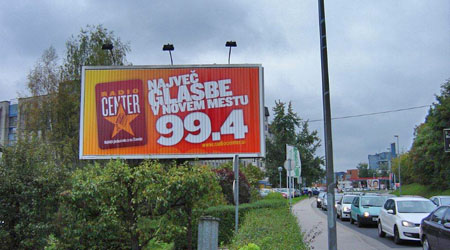 RADIO
CENTER
NAJVEČ
GLASBE
V NOVEM MESTU
99.4